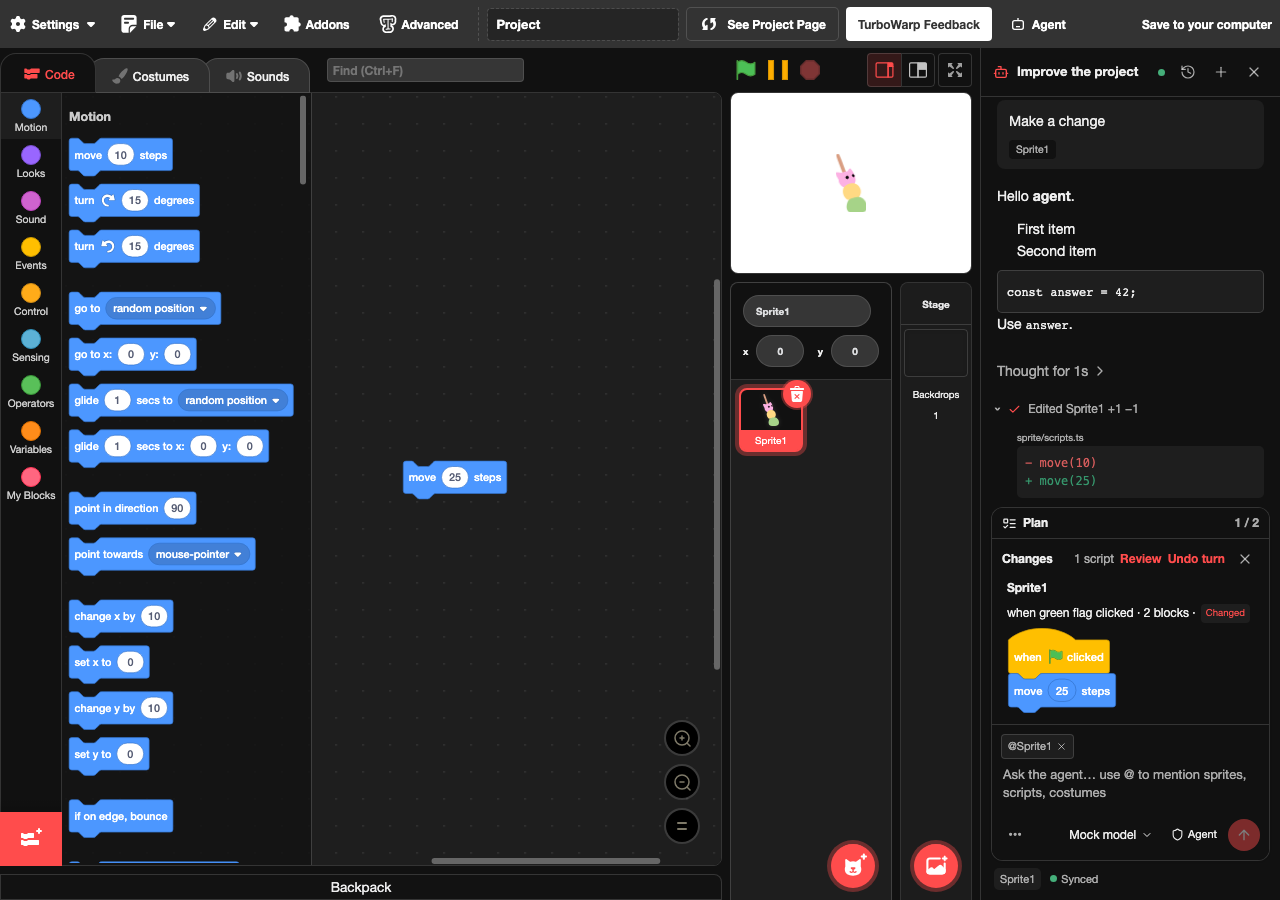 Settings
File
Edit
Addons
Advanced
Project
See Project Page
TurboWarp Feedback
Agent
Save to your computer
Code
Costumes
Sounds
Find (Ctrl+F)
Motion
Looks
Sound
Events
Control
Sensing
Operators
Variables
My Blocks
Motion
move 10 steps
turn 15 degrees
turn 15 degrees
go to random position
go to x: 0 y: 0
glide 1 secs to random position
glide 1 secs to x: 0 y: 0
point in direction 90
point towards mouse-pointer
change x by 10
set x to 0
change y by 10
set y to 0
if on edge, bounce
move 25 steps
Backpack
Sprite1
x 0 y 0
Sprite1
Stage
Backdrops
1
Improve the project
Make a change
Sprite1
Hello agent.
First item
Second item
const answer = 42;
Use answer.
Thought for 1s
Edited Sprite1 +1 −1
sprite/scripts.ts
− move(10)
+ move(25)
Plan 1 / 2
Changes 1 script Review Undo turn
Sprite1
when green flag clicked · 2 blocks · Changed
when clicked
move 25 steps
@Sprite1
Ask the agent… use @ to mention sprites,
scripts, costumes
Mock model
Agent
Sprite1
Synced